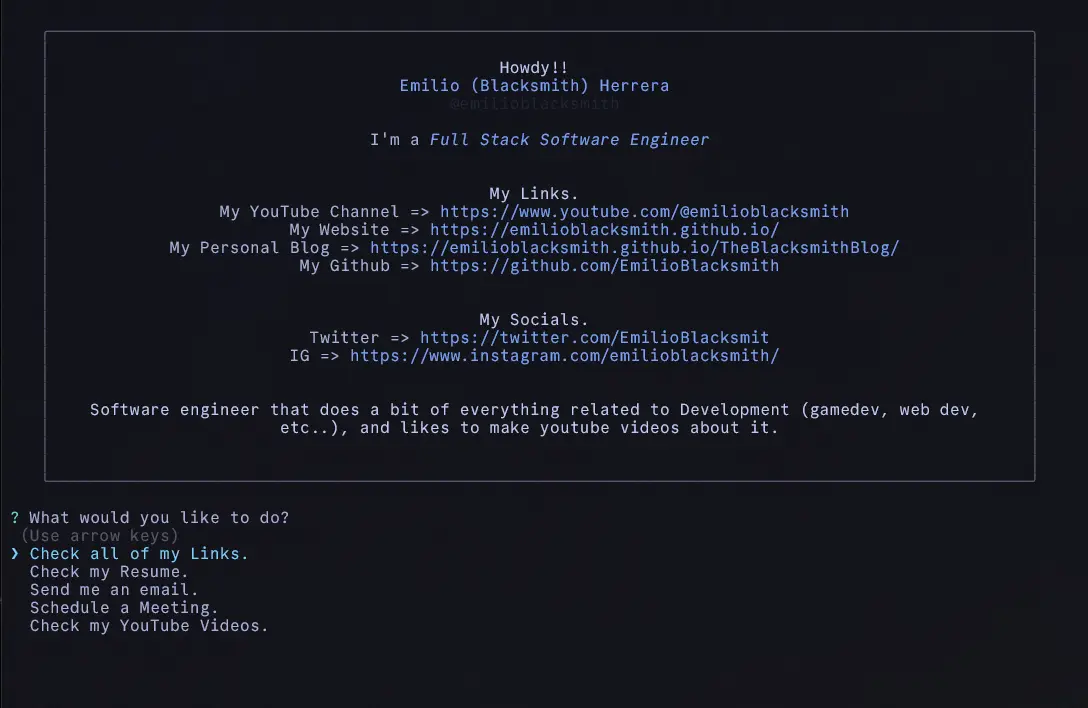 Howdy!!
Emilio (Blacksmith) Herrera
@emilioblacksmith
I'm a Full Stack Software Engineer
My Links.
My YouTube Channel => https://www.youtube.com/@emilioblacksmith
My Website => https://emilioblacksmith.github.io/
My Personal Blog => https://emilioblacksmith.github.io/TheBlacksmithBlog/
My Github => https://github.com/EmilioBlacksmith
My Socials.
Twitter => https://twitter.com/EmilioBlacksmit
IG => https://www.instagram.com/emilioblacksmith/
Software engineer that does a bit of everything related to Development (gamedev, web dev,
etc..), and likes to make youtube videos about it.
? What would you like to do?
(Use arrow keys)
❯ Check all of my Links.
Check my Resume.
Send me an email.
Schedule a Meeting.
Check my YouTube Videos.